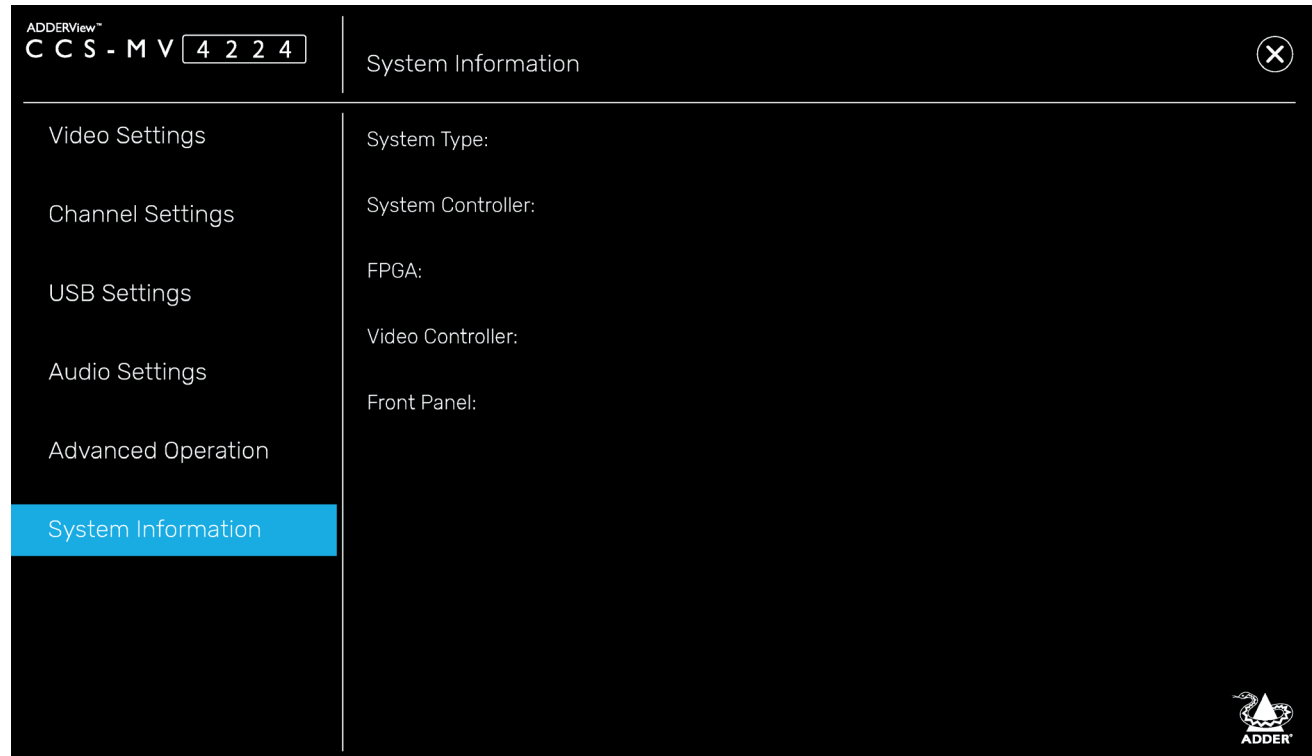 ADDERView™
CCS-MV 4224
System Information
Video Settings
Channel Settings
USB Settings
Audio Settings
Advanced Operation
System Information
System Type:
System Controller:
FPGA:
Video Controller:
Front Panel:
ADDER®